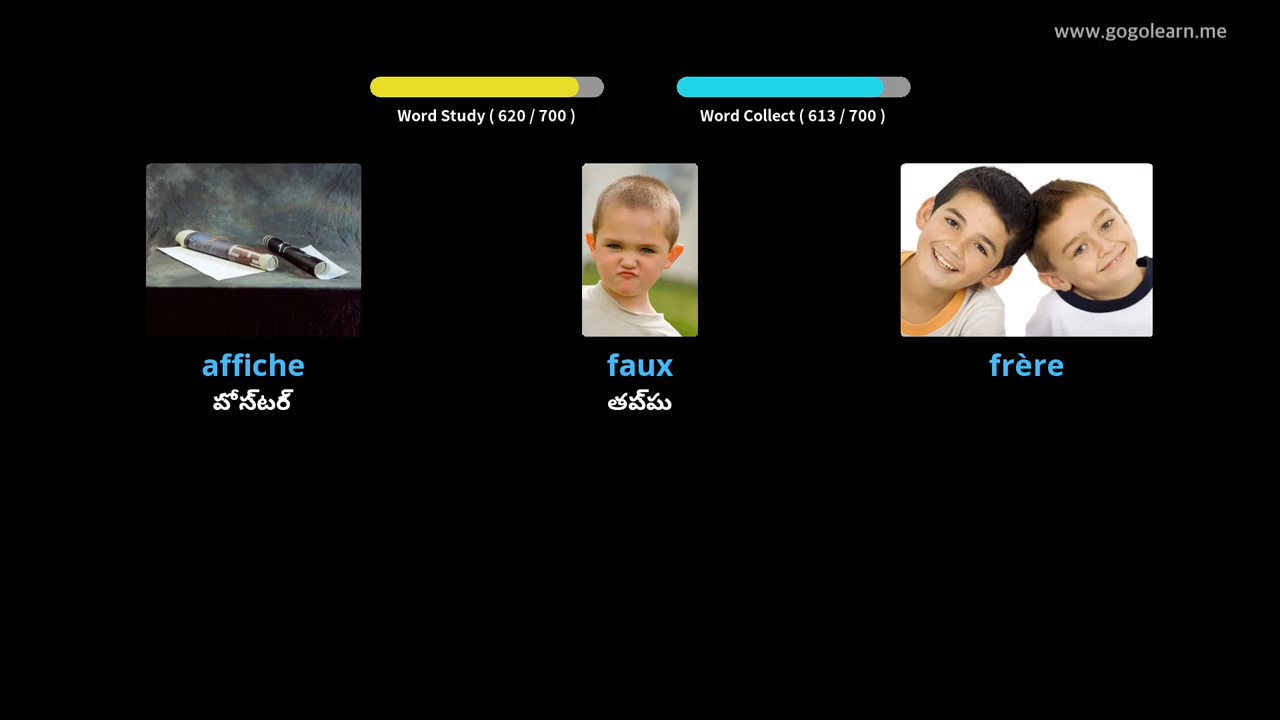 www.gogolearn.me
Word Study ( 620 / 700 )
Word Collect ( 613 / 700 )
affiche
faux
frère
పోస్టర్
తప్పు